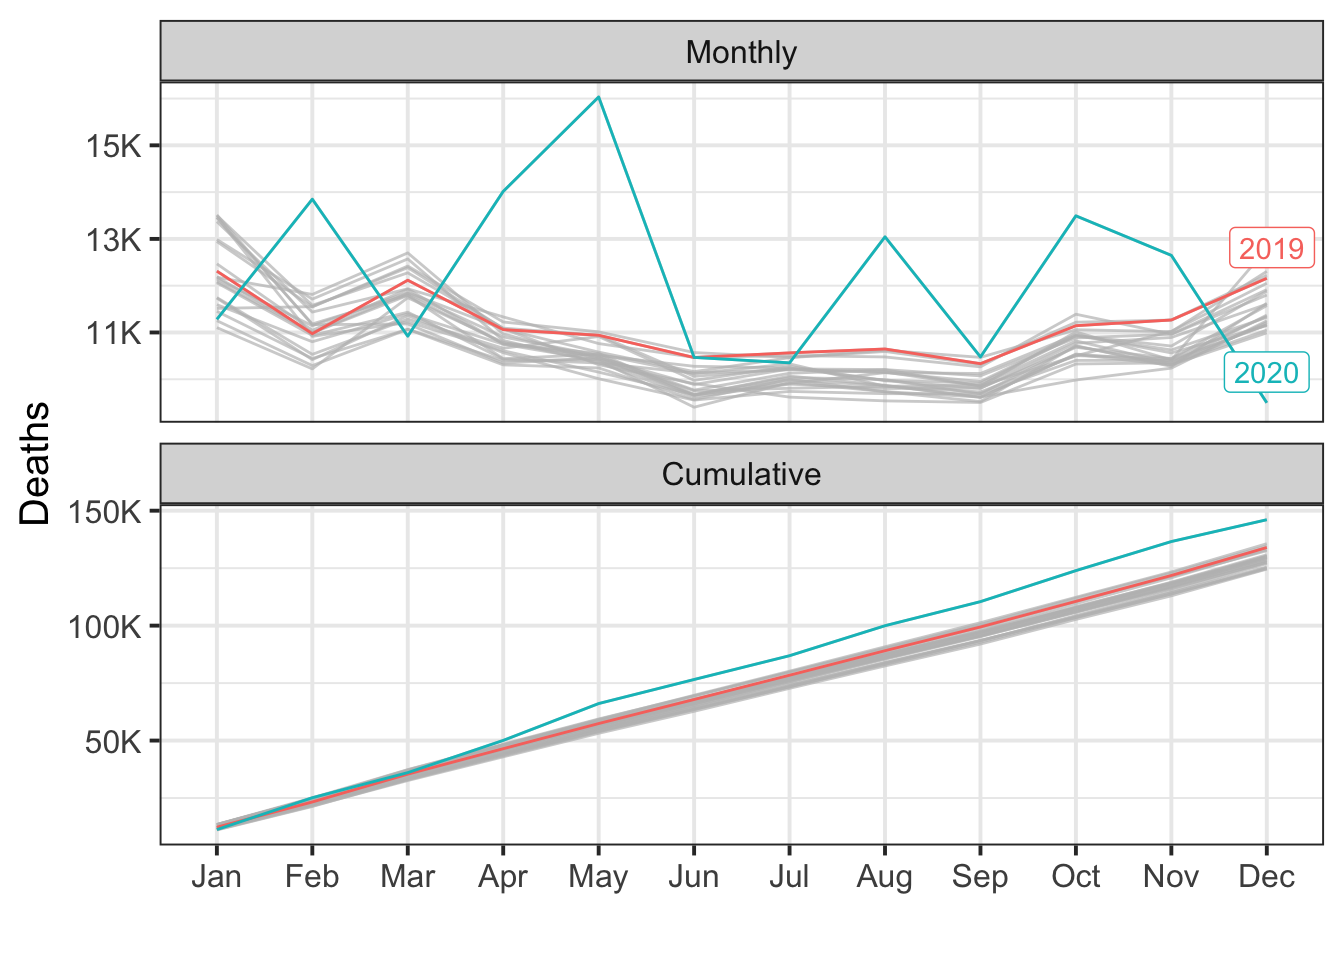 Monthly
15K
13K
11K
2019
2020
Deaths
Cumulative
150K
100K
50K
Jan Feb Mar Apr May Jun Jul Aug Sep Oct Nov Dec